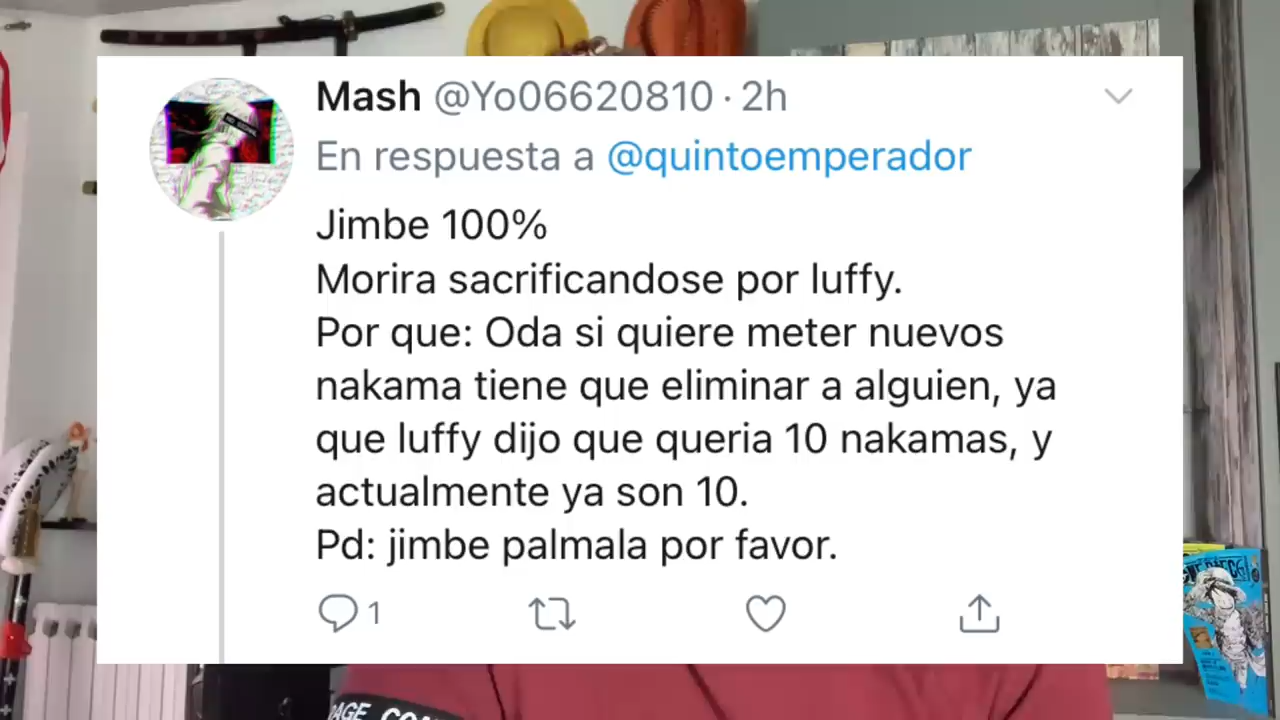 Mash @Yo06620810 · 2h
En respuesta a @quintoemperador
Jimbe 100%
Morira sacrificandose por luffy.
Por que: Oda si quiere meter nuevos
nakama tiene que eliminar a alguien, ya
que luffy dijo que queria 10 nakamas, y
actualmente ya son 10.
Pd: jimbe palmala por favor.
1